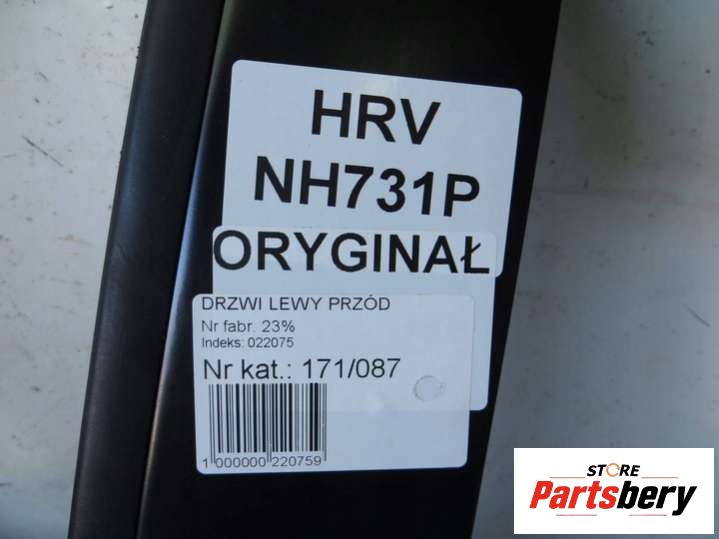 HRV
NH731P
ORYGINAŁ
DRZWI LEWY PRZÓD
Nr fabr. 23%
Indeks: 022075
Nr kat.: 171/087
1 000000 220759
STORE
Partsbery